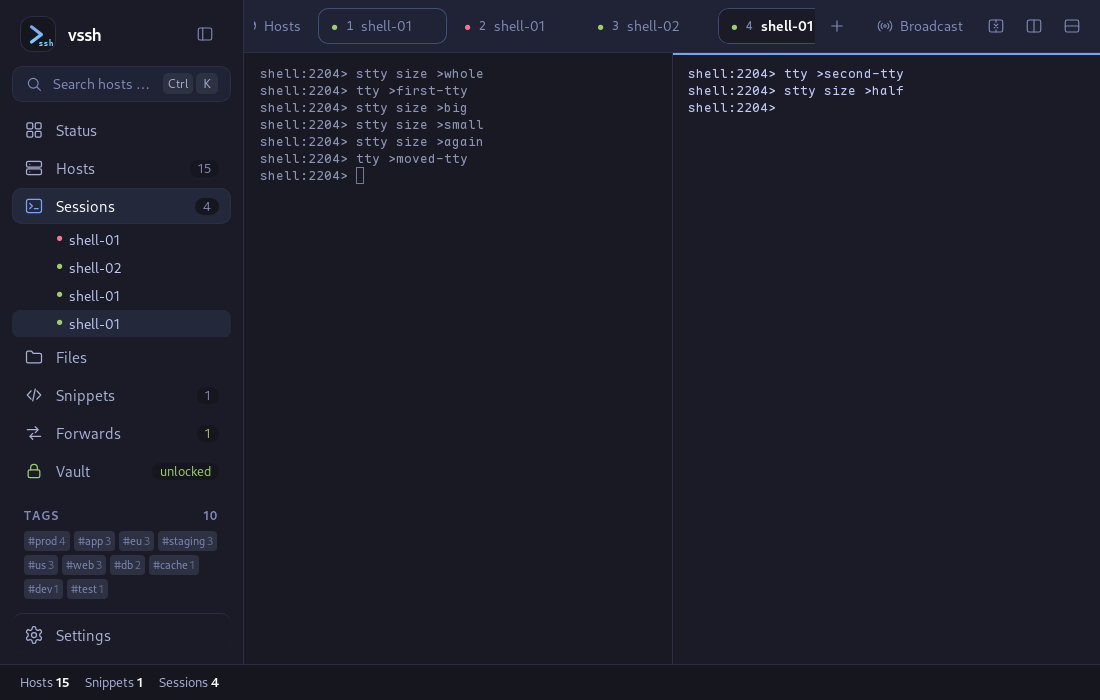 ssh
vssh
Search hosts … Ctrl K
Status
Hosts 15
Sessions 4
shell-01
shell-02
shell-01
shell-01
Files
Snippets 1
Forwards 1
Vault unlocked
TAGS 10
#prod 4 #app 3 #eu 3 #staging 3
#us 3 #web 3 #db 2 #cache 1
#dev 1 #test 1
Settings
Hosts 1 shell-01 2 shell-01 3 shell-02 4 shell-01 Broadcast
shell:2204> stty size >whole
shell:2204> tty >first-tty
shell:2204> stty size >big
shell:2204> stty size >small
shell:2204> stty size >again
shell:2204> tty >moved-tty
shell:2204>
shell:2204> tty >second-tty
shell:2204> stty size >half
shell:2204>
Hosts 15 Snippets 1 Sessions 4